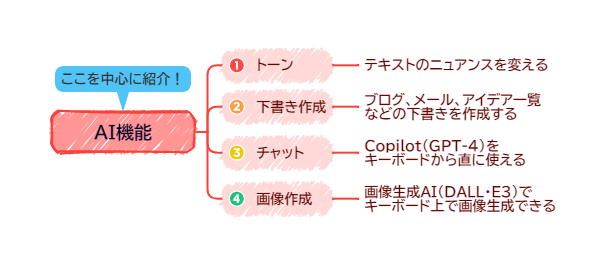 ここを中心に紹介！
AI機能
1 トーン
テキストのニュアンスを変える
2 下書き作成
ブログ、メール、アイデア一覧
などの下書きを作成する
3 チャット
Copilot（GPT-4）を
キーボードから直に使える
4 画像作成
画像生成AI（DALL・E3）で
キーボード上で画像生成できる